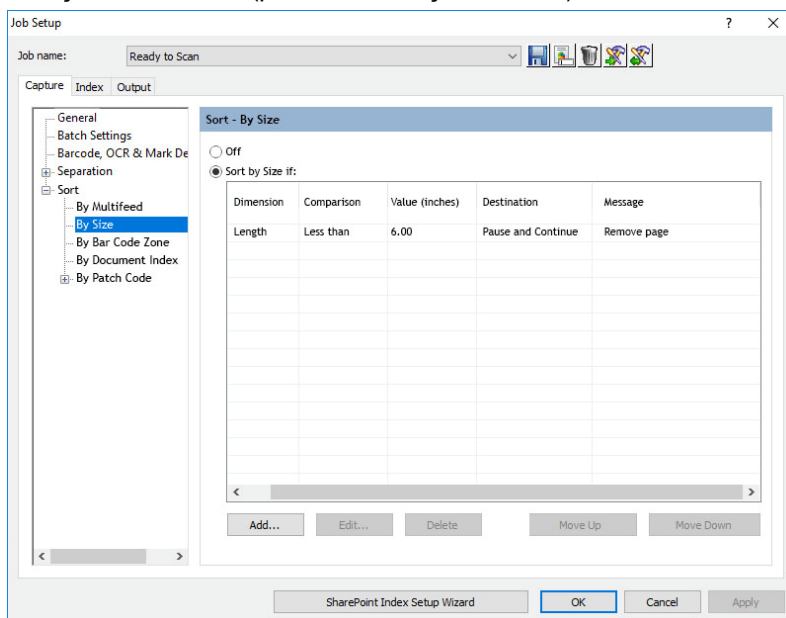 Job Setup
?
Job name:
Ready to Scan
Capture
Index
Output
General
Batch Settings
Barcode, OCR & Mark De
Separation
Sort
By Multifeed
By Size
By Bar Code Zone
By Document Index
By Patch Code
Sort - By Size
Off
Sort by Size if:
Dimension Comparison Value (inches) Destination Message
Length Less than 6.00 Pause and Continue Remove page
Add... Edit... Delete Move Up Move Down
SharePoint Index Setup Wizard OK Cancel Apply